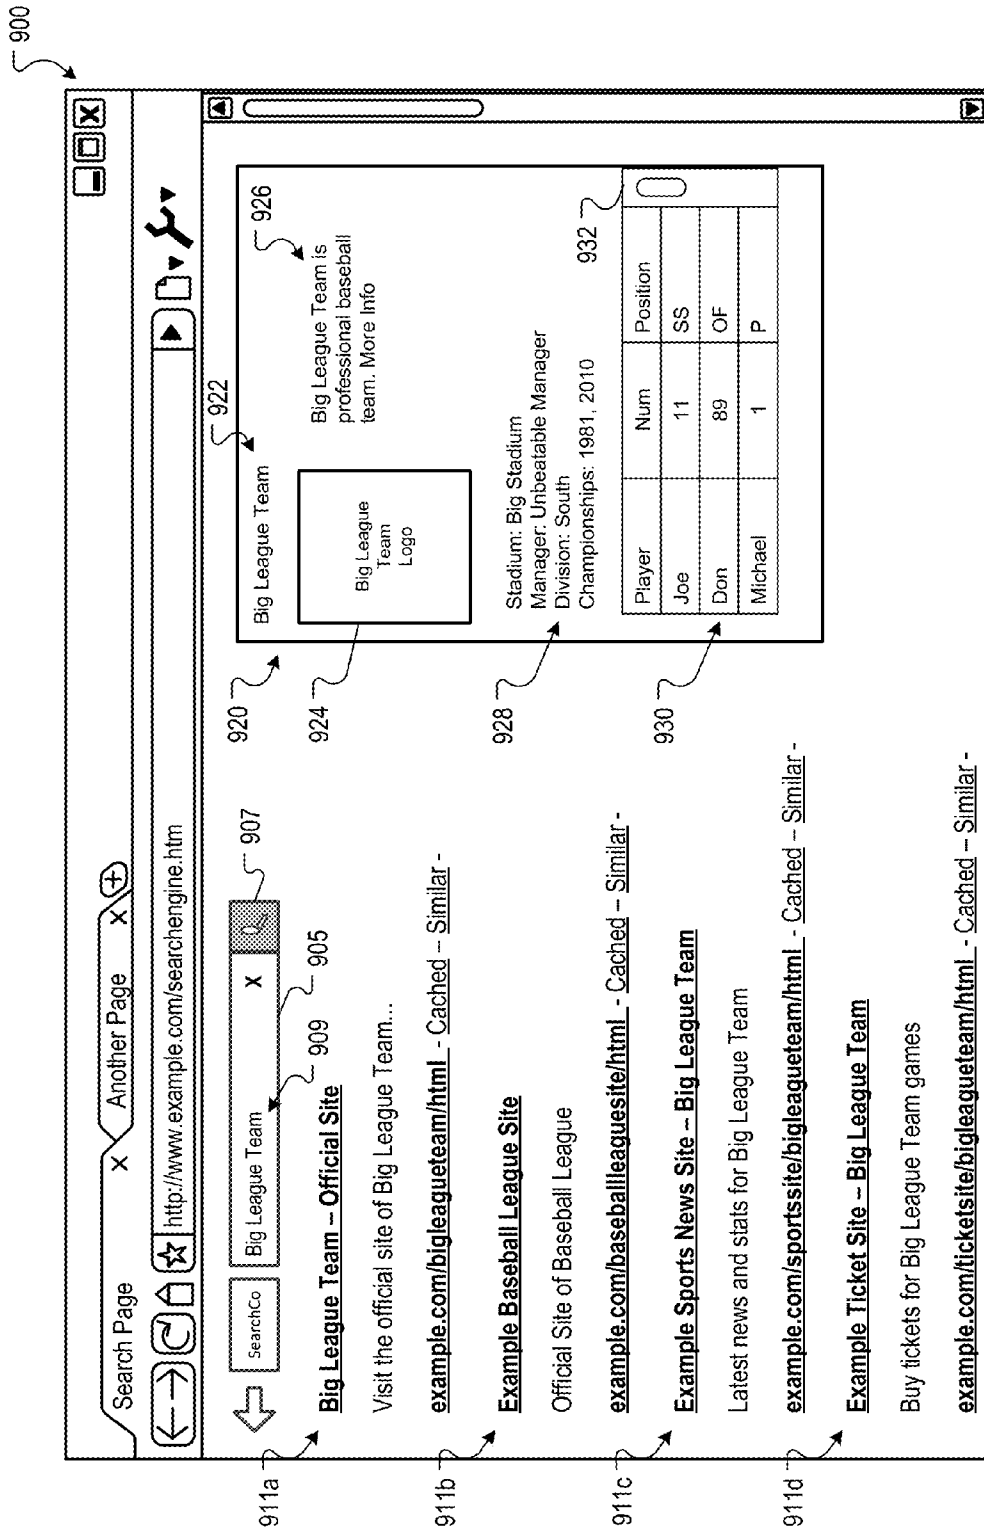 900
Search Page X
Another Page X
http://www.example.com/searchengine.htm
X
SearchCo
Big League Team X
907
905
909
911a
Big League Team – Official Site
Visit the official site of Big League Team...
example.com/bigleagueteam/html - Cached – Similar -
911b
Example Baseball League Site
Official Site of Baseball League
example.com/baseballleaguesite/html - Cached – Similar -
911c
Example Sports News Site – Big League Team
Latest news and stats for Big League Team
example.com/sportssite/bigleagueteam/html - Cached – Similar -
911d
Example Ticket Site – Big League Team
Buy tickets for Big League Team games
example.com/ticketsite/bigleagueteam/html - Cached – Similar -
920
922
Big League Team
924
Big League
Team
Logo
926
Big League Team is
professional baseball
team. More Info
928
Stadium: Big Stadium
Manager: Unbeatable Manager
Division: South
Championships: 1981, 2010
930
932
Player Num Position
Joe 11 SS
Don 89 OF
Michael 1 P